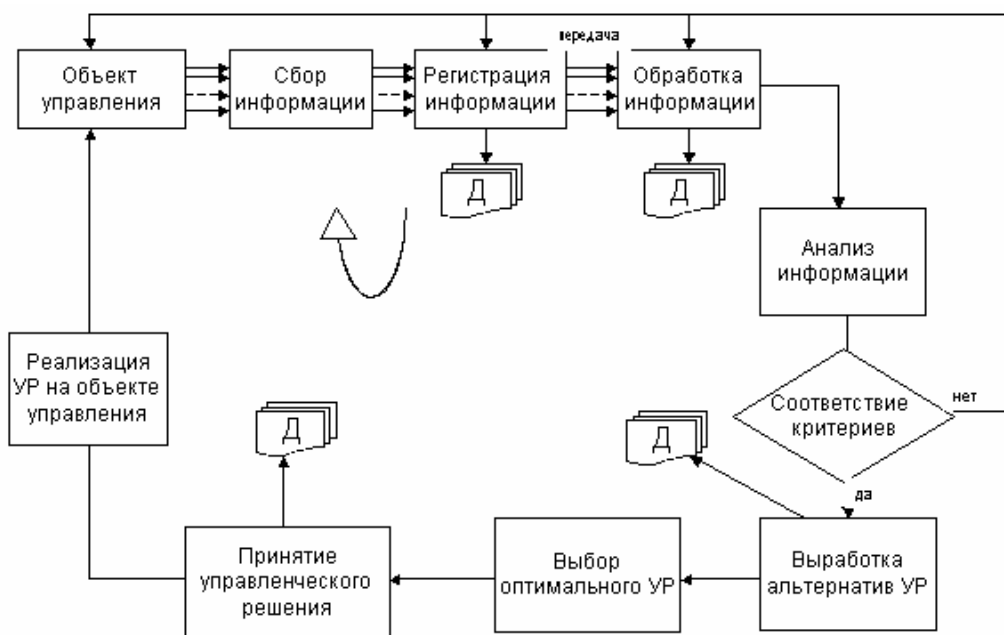 передача
Объект
управления
Сбор
информации
Регистрация
информации
Обработка
информации
Д
Д
Анализ
информации
Реализация
УР на объекте
управления
Соответствие
критериев
нет
Д
Д
да
Принятие
управленческого
решения
Выбор
оптимального УР
Выработка
альтернатив УР